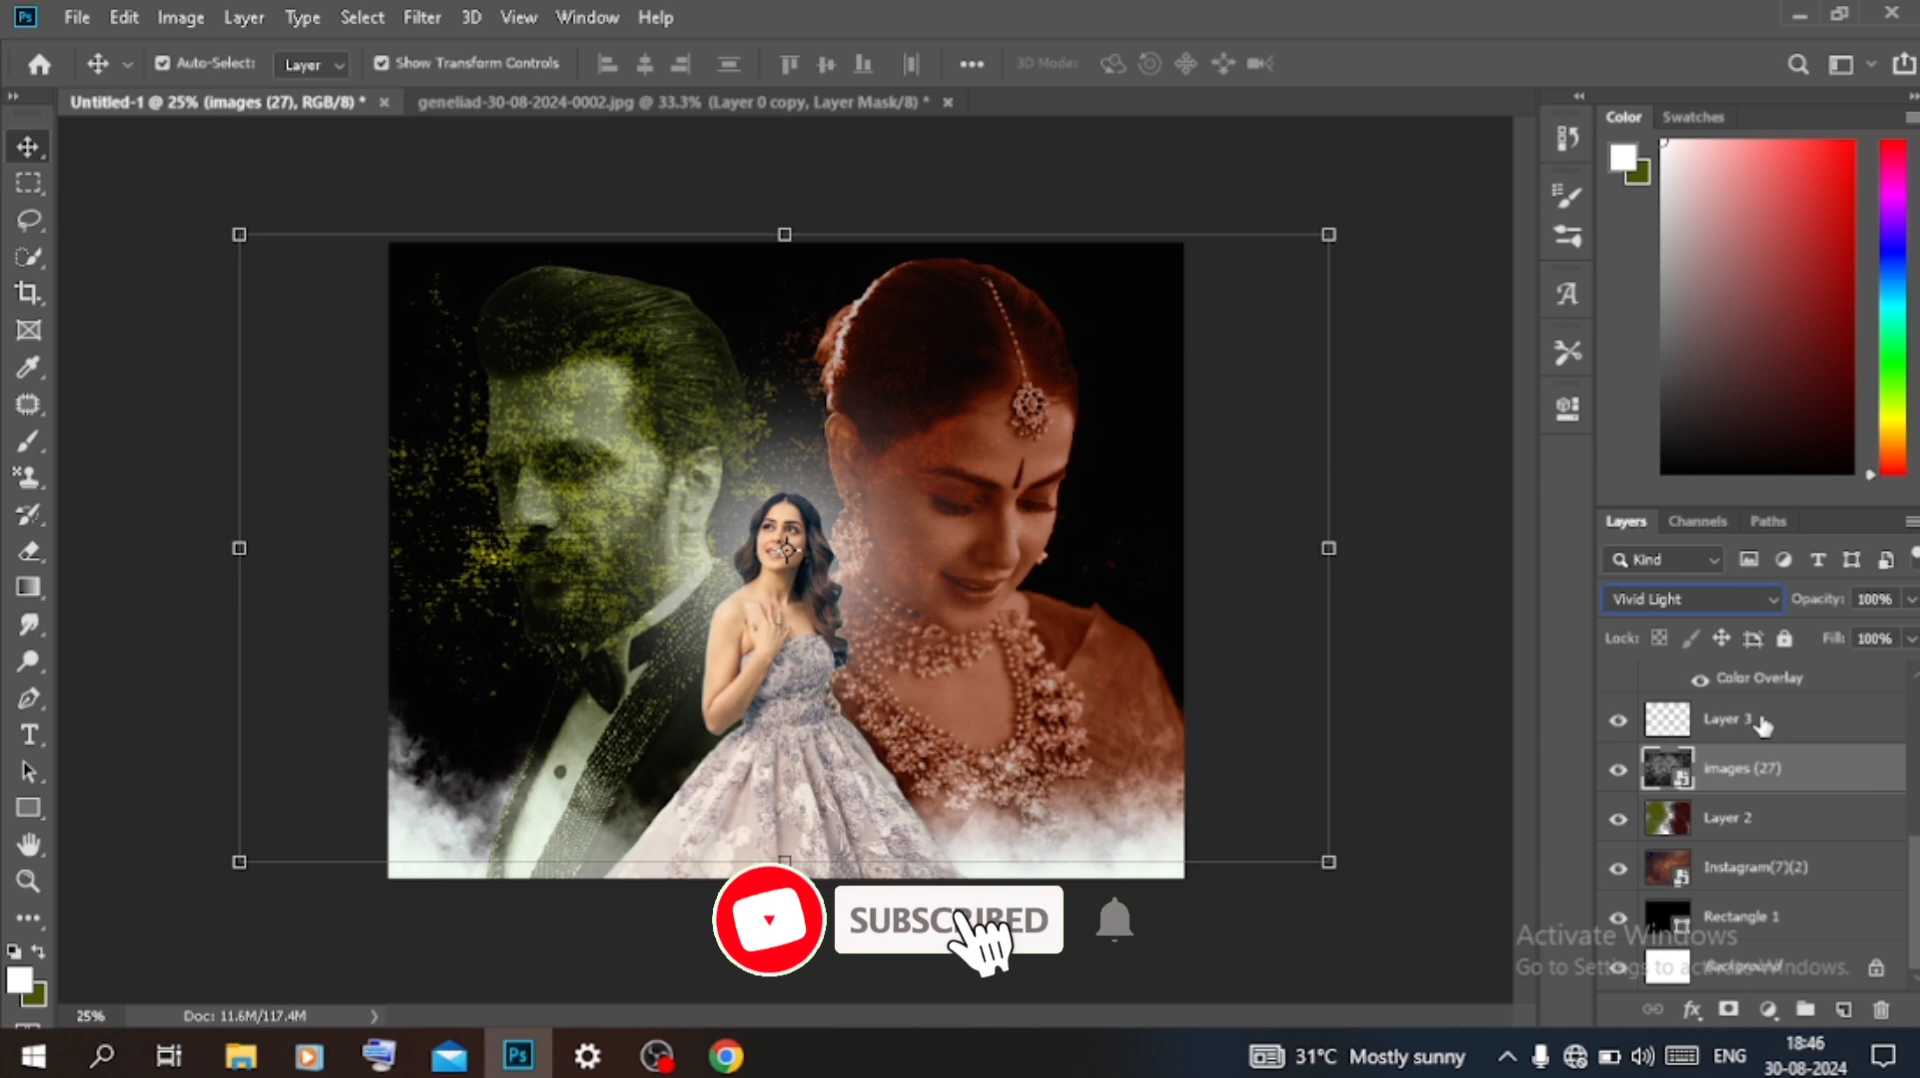 Ps File Edit Image Layer Type Select Filter 3D View Window Help
Auto-Select: Layer Show Transform Controls 3D Mode:
Untitled-1 @ 25% (images (27), RGB/8) * geneliad-30-08-2024-0002.jpg @ 33.3% (Layer 0 copy, Layer Mask/8) *
Color Swatches
Layers Channels Paths
Kind
Vivid Light Opacity: 100%
Lock: Fill: 100%
Color Overlay
Layer 3
images (27)
Layer 2
Instagram(7)(2)
Rectangle 1
Background
SUBSCRIBED
Activate Windows
Go to Settings to activate Windows.
25% Doc: 11.6M/117.4M
Ps 31°C Mostly sunny ENG 18:46
30-08-2024